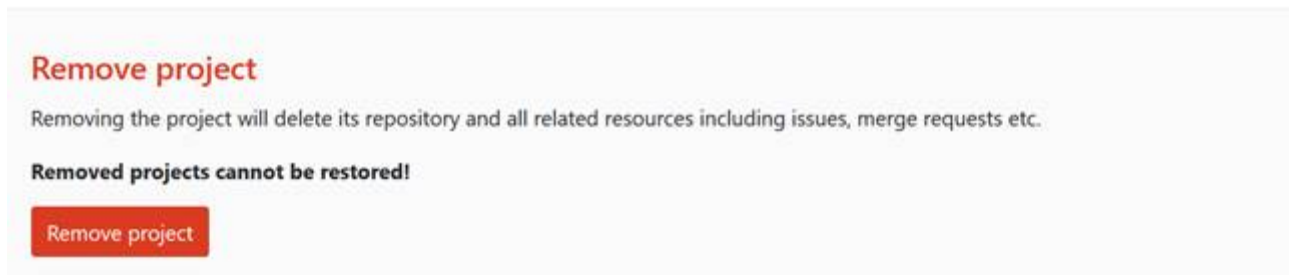 Remove project
Removing the project will delete its repository and all related resources including issues, merge requests etc.
Removed projects cannot be restored!
Remove project